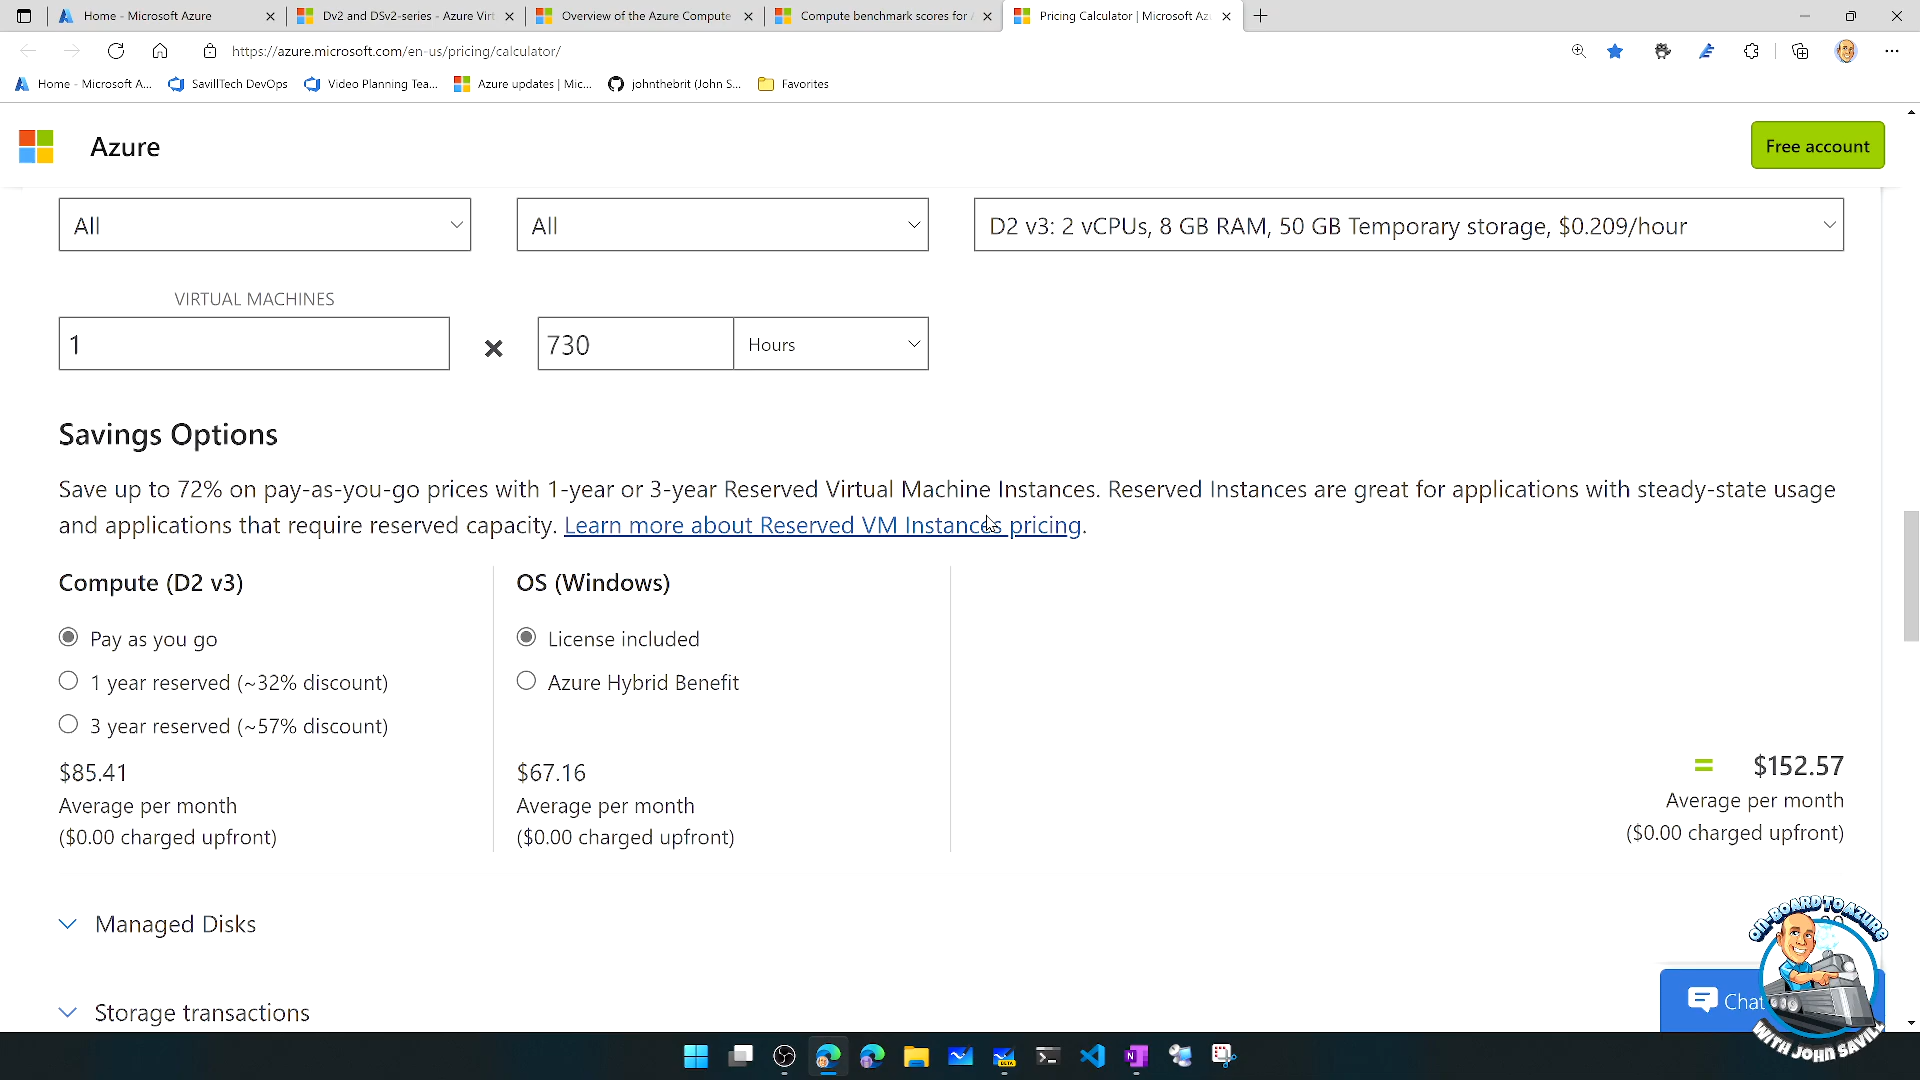 Home - Microsoft Azure
Dv2 and DSv2-series - Azure Virt
Overview of the Azure Compute
Compute benchmark scores for
Pricing Calculator | Microsoft Az
https://azure.microsoft.com/en-us/pricing/calculator/
Home - Microsoft A...
SavillTech DevOps
Video Planning Tea...
Azure updates | Mic...
johnthebrit (John S...
Favorites
Azure
Free account
All
All
D2 v3: 2 vCPUs, 8 GB RAM, 50 GB Temporary storage, $0.209/hour
VIRTUAL MACHINES
1
730
Hours
Savings Options
Save up to 72% on pay-as-you-go prices with 1-year or 3-year Reserved Virtual Machine Instances. Reserved Instances are great for applications with steady-state usage
and applications that require reserved capacity. Learn more about Reserved VM Instances pricing.
Compute (D2 v3)
Pay as you go
1 year reserved (~32% discount)
3 year reserved (~57% discount)
$85.41
Average per month
($0.00 charged upfront)
OS (Windows)
License included
Azure Hybrid Benefit
$67.16
Average per month
($0.00 charged upfront)
= $152.57
Average per month
($0.00 charged upfront)
Managed Disks
Storage transactions
Chat
ON-BOARD TO AZURE
WITH JOHN SAVILL
BETA